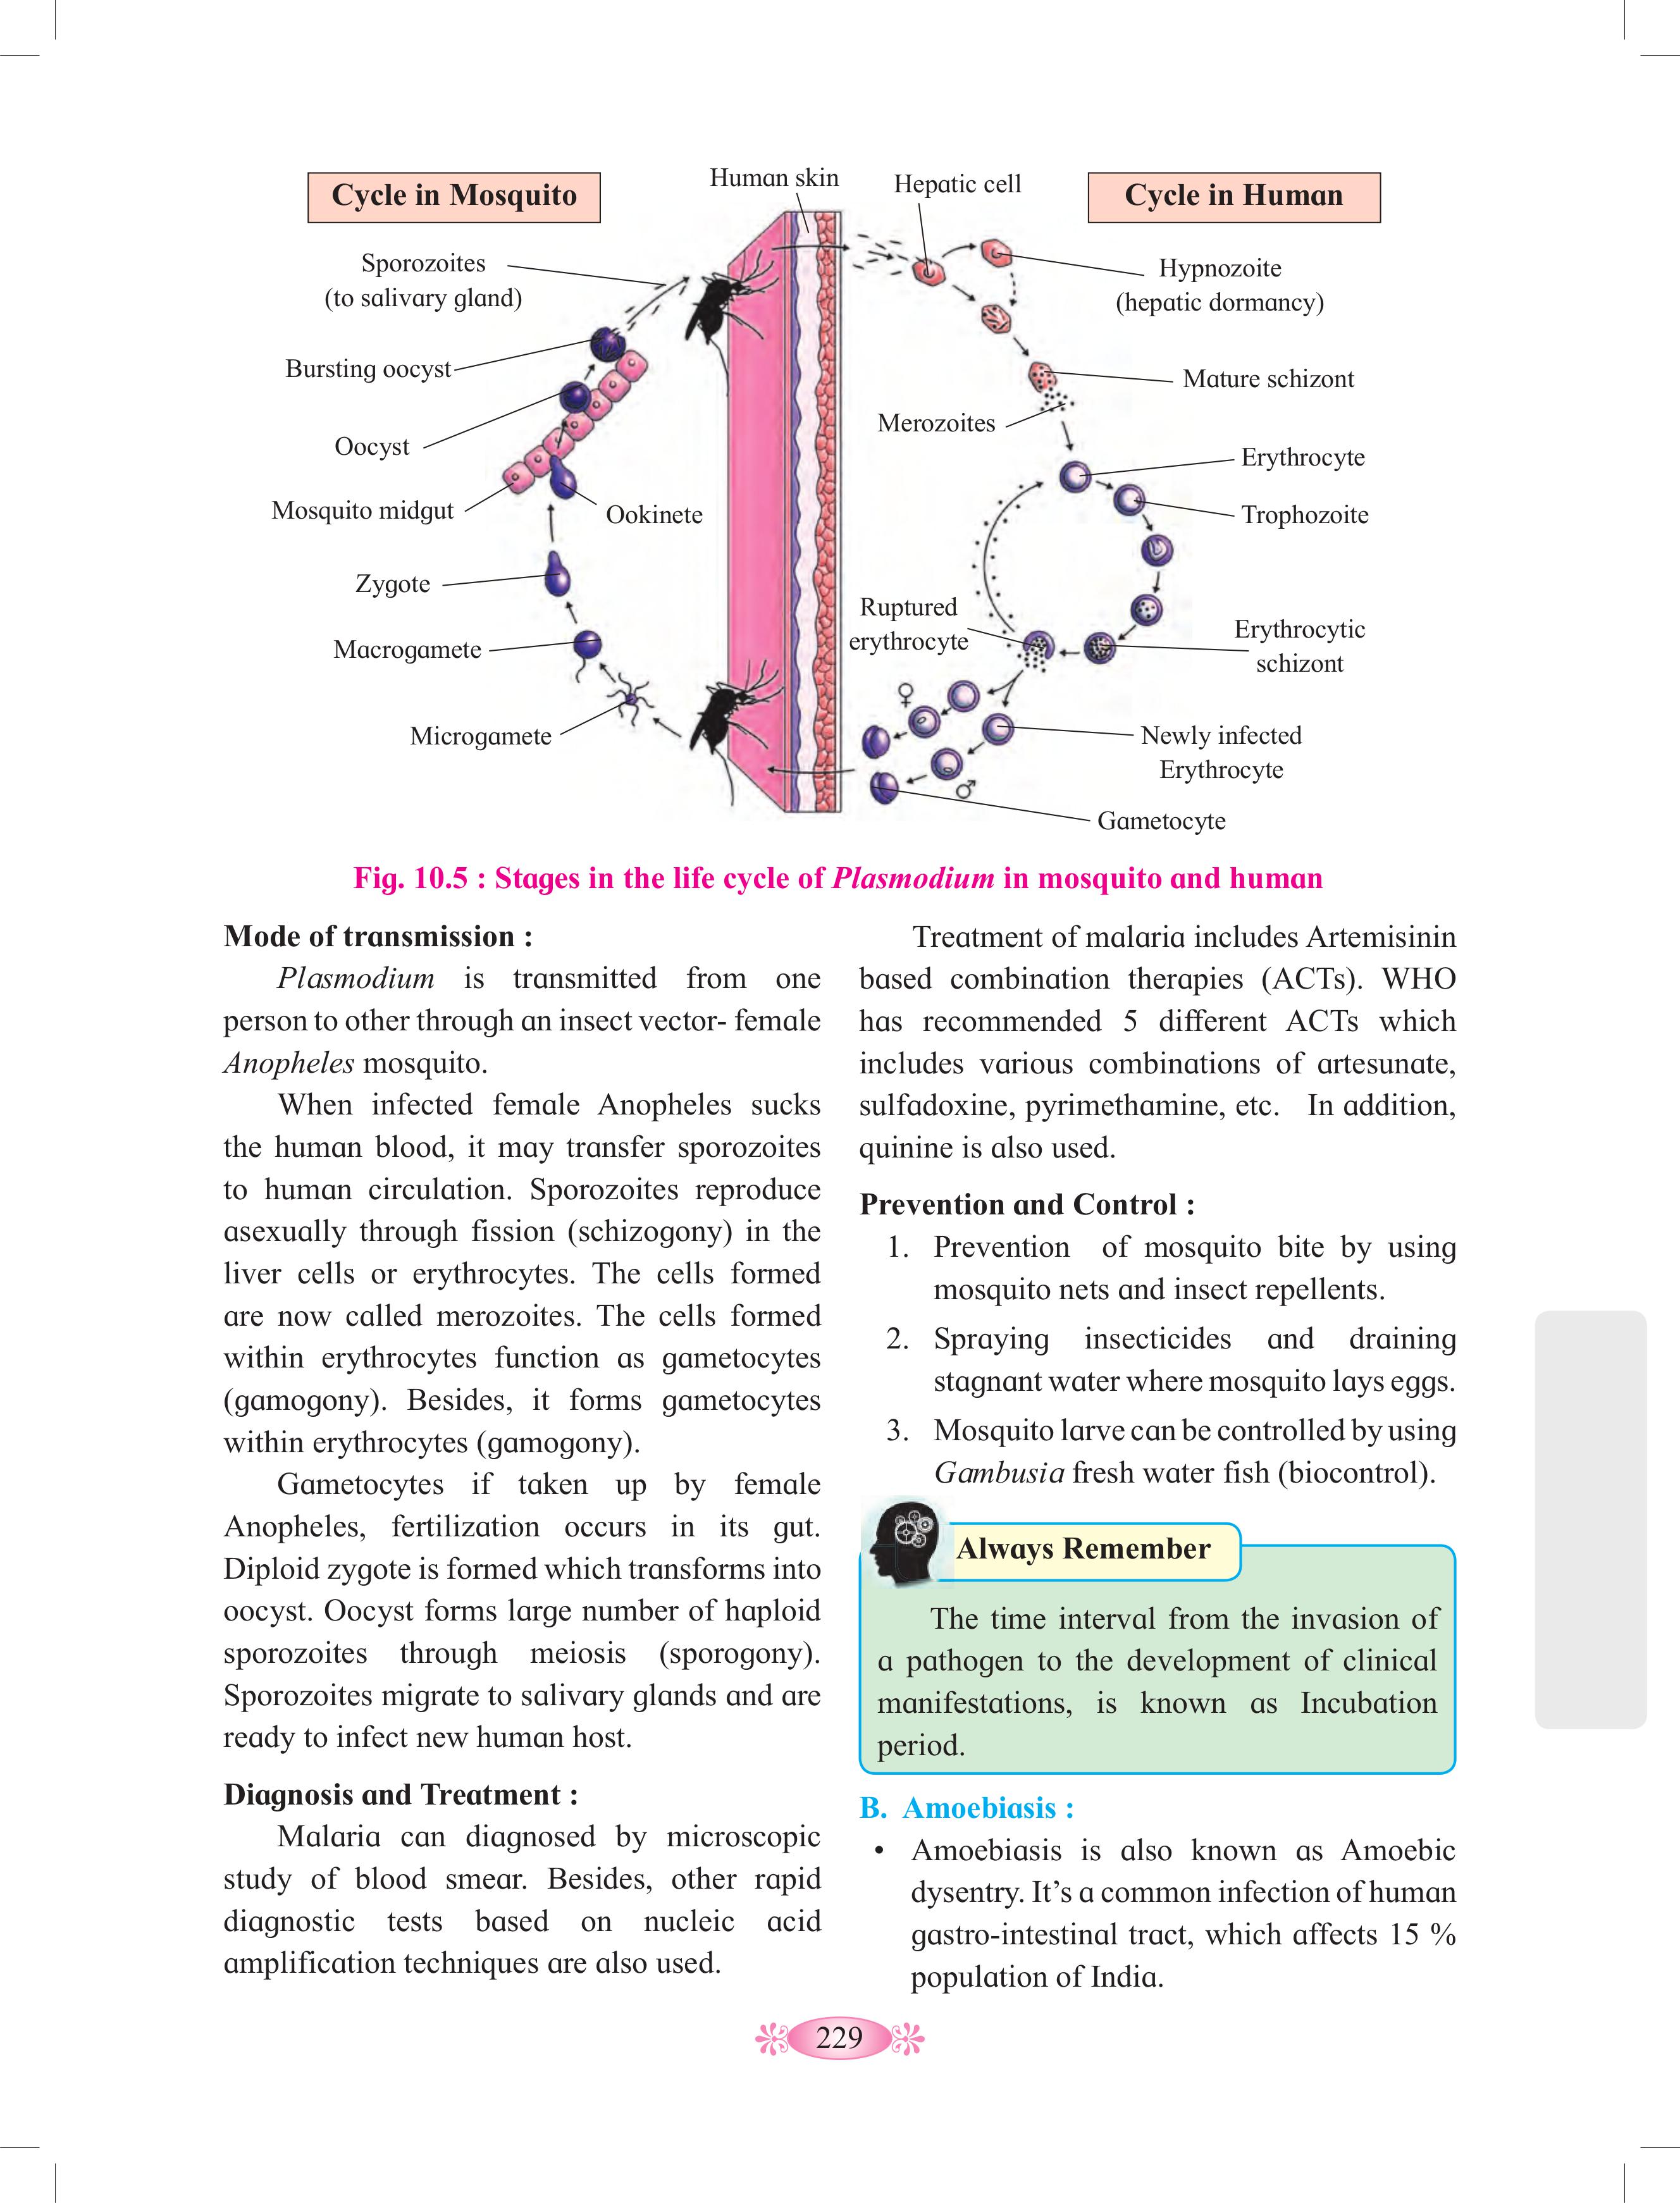 Cycle in Mosquito
Human skin
Hepatic cell
Cycle in Human
Sporozoites
(to salivary gland)
Hypnozoite
(hepatic dormancy)
Bursting oocyst
Mature schizont
Merozoites
Oocyst
Erythrocyte
Mosquito midgut
Ookinete
Trophozoite
Zygote
Ruptured
erythrocyte
Erythrocytic
schizont
Macrogamete
♀
Microgamete
Newly infected
Erythrocyte
♂
Gametocyte
Fig. 10.5 : Stages in the life cycle of Plasmodium in mosquito and human
Mode of transmission :
Plasmodium is transmitted from one
person to other through an insect vector- female
Anopheles mosquito.
When infected female Anopheles sucks
the human blood, it may transfer sporozoites
to human circulation. Sporozoites reproduce
asexually through fission (schizogony) in the
liver cells or erythrocytes. The cells formed
are now called merozoites. The cells formed
within erythrocytes function as gametocytes
(gamogony). Besides, it forms gametocytes
within erythrocytes (gamogony).
Gametocytes if taken up by female
Anopheles, fertilization occurs in its gut.
Diploid zygote is formed which transforms into
oocyst. Oocyst forms large number of haploid
sporozoites through meiosis (sporogony).
Sporozoites migrate to salivary glands and are
ready to infect new human host.
Diagnosis and Treatment :
Malaria can diagnosed by microscopic
study of blood smear. Besides, other rapid
diagnostic tests based on nucleic acid
amplification techniques are also used.
Treatment of malaria includes Artemisinin
based combination therapies (ACTs). WHO
has recommended 5 different ACTs which
includes various combinations of artesunate,
sulfadoxine, pyrimethamine, etc. In addition,
quinine is also used.
Prevention and Control :
1. Prevention of mosquito bite by using
mosquito nets and insect repellents.
2. Spraying insecticides and draining
stagnant water where mosquito lays eggs.
3. Mosquito larve can be controlled by using
Gambusia fresh water fish (biocontrol).
Always Remember
The time interval from the invasion of
a pathogen to the development of clinical
manifestations, is known as Incubation
period.
B. Amoebiasis :
• Amoebiasis is also known as Amoebic
dysentry. It's a common infection of human
gastro-intestinal tract, which affects 15 %
population of India.
229